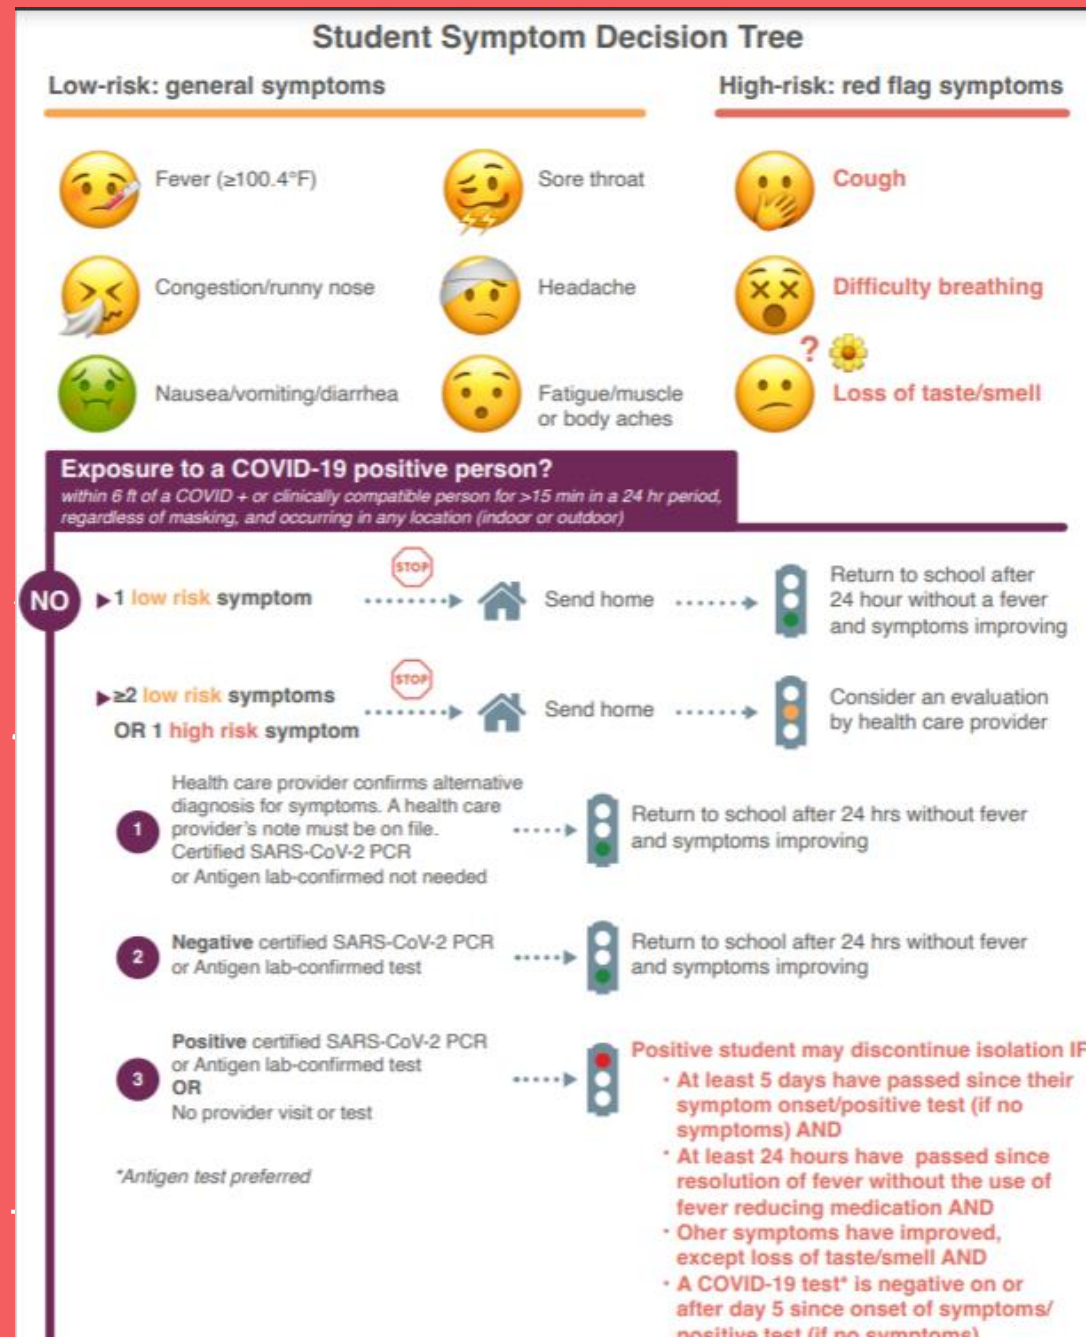 Student Symptom Decision Tree
Low-risk: general symptoms
High-risk: red flag symptoms
Fever (≥100.4°F)
Sore throat
Cough
Congestion/runny nose
Headache
Difficulty breathing
?
Nausea/vomiting/diarrhea
Fatigue/muscle
or body aches
Loss of taste/smell
Exposure to a COVID-19 positive person?
within 6 ft of a COVID + or clinically compatible person for >15 min in a 24 hr period,
regardless of masking, and occurring in any location (indoor or outdoor)
NO
1 low risk symptom
STOP
Send home
Return to school after
24 hour without a fever
and symptoms improving
≥2 low risk symptoms
OR 1 high risk symptom
STOP
Send home
Consider an evaluation
by health care provider
1
Health care provider confirms alternative
diagnosis for symptoms. A health care
provider's note must be on file.
Certified SARS-CoV-2 PCR
or Antigen lab-confirmed not needed
Return to school after 24 hrs without fever
and symptoms improving
2
Negative certified SARS-CoV-2 PCR
or Antigen lab-confirmed test
Return to school after 24 hrs without fever
and symptoms improving
3
Positive certified SARS-CoV-2 PCR
or Antigen lab-confirmed test
OR
No provider visit or test
Positive student may discontinue isolation IF
· At least 5 days have passed since their
symptom onset/positive test (if no
symptoms) AND
· At least 24 hours have passed since
resolution of fever without the use of
fever reducing medication AND
· Oher symptoms have improved,
except loss of taste/smell AND
· A COVID-19 test* is negative on or
after day 5 since onset of symptoms/
positive test (if no symptoms)
*Antigen test preferred